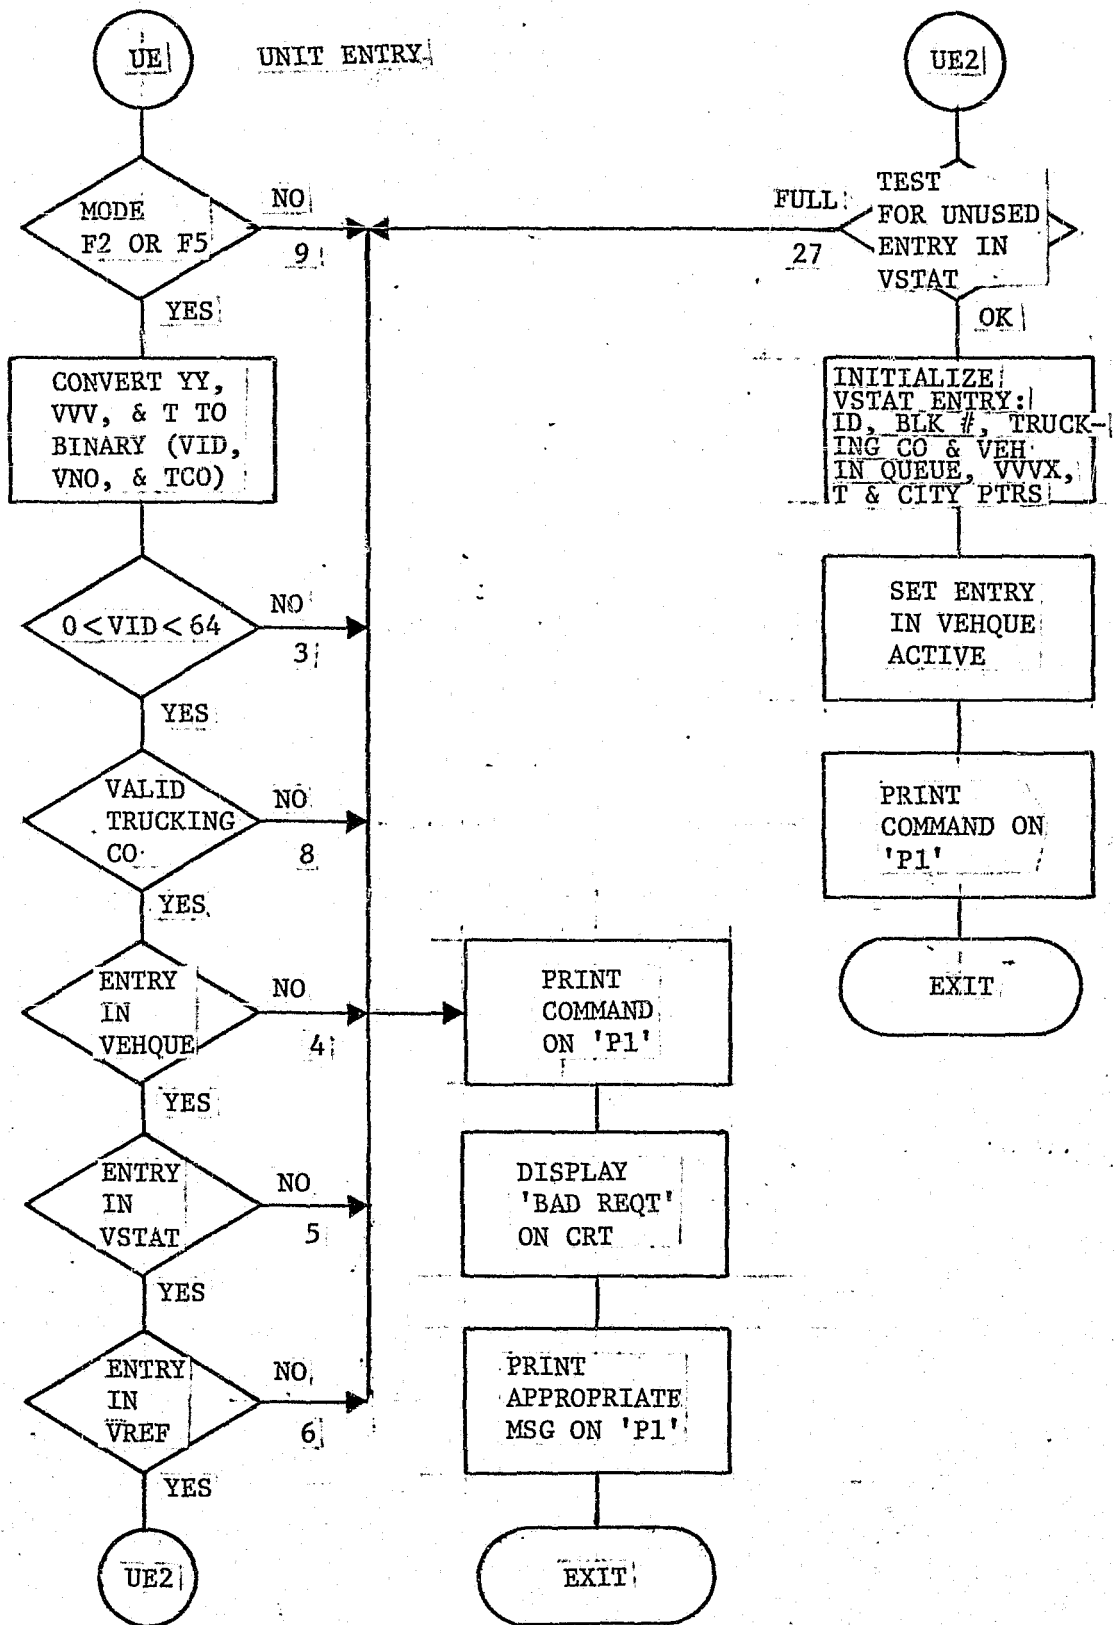 UE
UNIT ENTRY
MODE
F2 OR F5
NO
9
YES
CONVERT YY,
VVV, & T TO
BINARY (VID,
VNO, & TCO)
0<VID<64
NO
3
YES
VALID
TRUCKING
CO
NO
8
YES
ENTRY
IN
VEHQUE
NO
4
YES
ENTRY
IN
VSTAT
NO
5
YES
ENTRY
IN
VREF
NO
6
YES
UE2
PRINT
COMMAND
ON 'P1'
DISPLAY
'BAD REQT'
ON CRT
PRINT
APPROPRIATE
MSG ON 'P1'
EXIT
UE2
TEST
FOR UNUSED
ENTRY IN
VSTAT
FULL
27
OK
INITIALIZE
VSTAT ENTRY:
ID, BLK #, TRUCK-
ING CO & VEH
IN QUEUE, VVVX,
T & CITY PTRS
SET ENTRY
IN VEHQUE
ACTIVE
PRINT
COMMAND ON
'P1'
EXIT